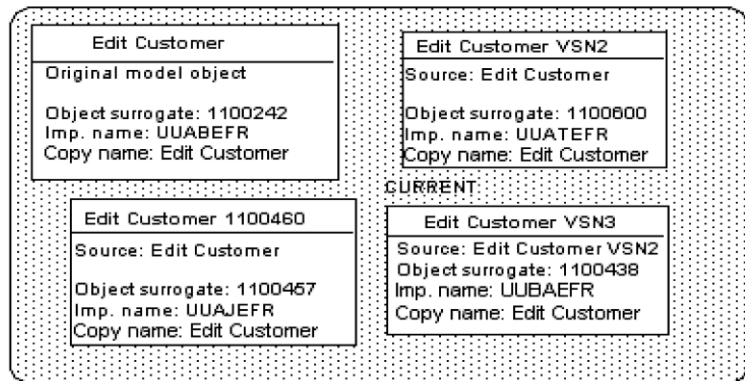 Edit Customer
Original model object
Object surrogate: 1100242
Imp. name: UUABEFR
Copy name: Edit Customer
Edit Customer VSN2
Source: Edit Customer
Object surrogate: 1100600
Imp. name: UUATEFR
Copy name: Edit Customer
Edit Customer 1100460
Source: Edit Customer
Object surrogate: 1100457
Imp. name: UUAJEFR
Copy name: Edit Customer
CURRENT
Edit Customer VSN3
Source: Edit Customer VSN2
Object surrogate: 1100438
Imp. name: UUBAEFR
Copy name: Edit Customer